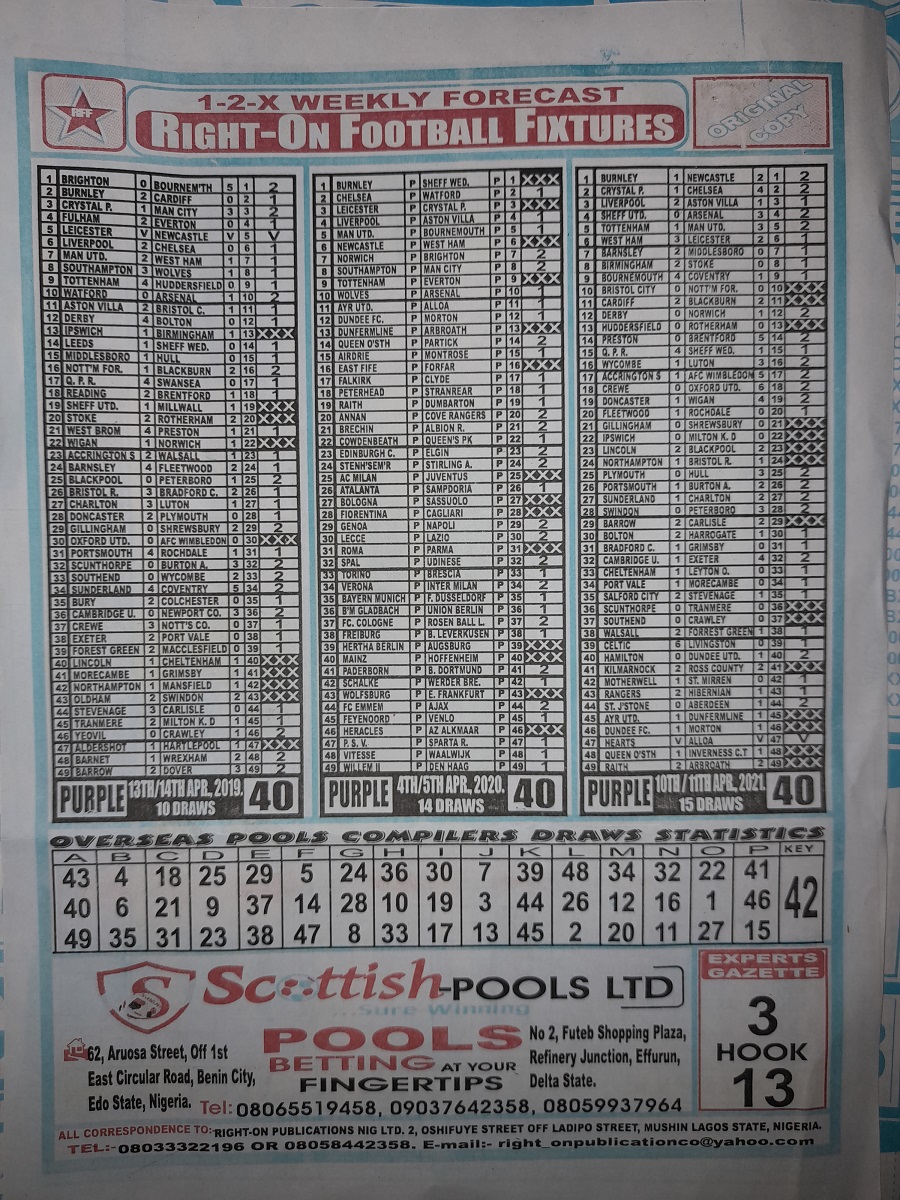 RFF
1-2-X WEEKLY FORECAST
RIGHT-ON FOOTBALL FIXTURES
ORIGINAL COPY
1 BRIGHTON 0 BOURNEM'TH 5 1 2
2 BURNLEY 2 CARDIFF 0 2 1
3 CRYSTAL P. 1 MAN CITY 3 3 2
4 FULHAM 2 EVERTON 0 4 1
5 LEICESTER V NEWCASTLE V 5 V
6 LIVERPOOL 2 CHELSEA 0 6 1
7 MAN UTD. 2 WEST HAM 1 7 1
8 SOUTHAMPTON 3 WOLVES 1 8 1
9 TOTTENHAM 4 HUDDERSFIELD 0 9 1
10 WATFORD 0 ARSENAL 1 10 2
11 ASTON VILLA 2 BRISTOL C. 1 11 1
12 DERBY 4 BOLTON 0 12 1
13 IPSWICH 1 BIRMINGHAM 1 13 XXX
14 LEEDS 1 SHEFF WED. 0 14 1
15 MIDDLESBORO 1 HULL 0 15 1
16 NOTT'M FOR. 1 BLACKBURN 2 16 2
17 Q. P. R. 4 SWANSEA 0 17 1
18 READING 2 BRENTFORD 1 18 1
19 SHEFF UTD. 1 MILLWALL 1 19 XXX
20 STOKE 2 ROTHERHAM 2 20 XXX
21 WEST BROM 4 PRESTON 1 21 1
22 WIGAN 1 NORWICH 1 22 XXX
23 ACCRINGTON S 2 WALSALL 1 23 1
24 BARNSLEY 4 FLEETWOOD 2 24 1
25 BLACKPOOL 0 PETERBORO 1 25 2
26 BRISTOL R. 3 BRADFORD C. 2 26 1
27 CHARLTON 3 LUTON 1 27 1
28 DONCASTER 2 PLYMOUTH 0 28 1
29 GILLINGHAM 0 SHREWSBURY 2 29 2
30 OXFORD UTD. 0 AFC WIMBLEDON 0 30 XXX
31 PORTSMOUTH 4 ROCHDALE 1 31 1
32 SCUNTHORPE 0 BURTON A. 3 32 2
33 SOUTHEND 0 WYCOMBE 2 33 2
34 SUNDERLAND 4 COVENTRY 5 34 2
35 BURY 2 COLCHESTER 0 35 1
36 CAMBRIDGE U. 0 NEWPORT CO. 3 36 2
37 CREWE 3 NOTT'S CO. 0 37 1
38 EXETER 2 PORT VALE 0 38 1
39 FOREST GREEN 2 MACCLESFIELD 0 39 1
40 LINCOLN 1 CHELTENHAM 1 40 XXX
41 MORECAMBE 1 GRIMSBY 1 41 XXX
42 NORTHAMPTON 1 MANSFIELD 1 42 XXX
43 OLDHAM 2 SWINDON 2 43 XXX
44 STEVENAGE 3 CARLISLE 0 44 1
45 TRANMERE 2 MILTON K. D 1 45 1
46 YEOVIL 0 CRAWLEY 1 46 2
47 ALDERSHOT 1 HARTLEPOOL 1 47 XXX
48 BARNET 1 WREXHAM 2 48 2
49 BARROW 2 DOVER 3 49 2
PURPLE 13TH/14TH APR., 2019. 10 DRAWS 40
1 BURNLEY P SHEFF WED. P 1 XXX
2 CHELSEA P WATFORD P 2 1
3 LEICESTER P CRYSTAL P. P 3 XXX
4 LIVERPOOL P ASTON VILLA P 4 1
5 MAN UTD. P BOURNEMOUTH P 5 1
6 NEWCASTLE P WEST HAM P 6 XXX
7 NORWICH P BRIGHTON P 7 2
8 SOUTHAMPTON P MAN CITY P 8 2
9 TOTTENHAM P EVERTON P 9 XXX
10 WOLVES P ARSENAL P 10 1
11 AYR UTD. P ALLOA P 11 1
12 DUNDEE FC. P MORTON P 12 1
13 DUNFERMLINE P ARBROATH P 13 XXX
14 QUEEN O'STH P PARTICK P 14 2
15 AIRDRIE P MONTROSE P 15 1
16 EAST FIFE P FORFAR P 16 XXX
17 FALKIRK P CLYDE P 17 1
18 PETERHEAD P STRANREAR P 18 1
19 RAITH P DUMBARTON P 19 1
20 ANNAN P COVE RANGERS P 20 2
21 BRECHIN P ALBION R. P 21 2
22 COWDENBEATH P QUEEN'S PK P 22 1
23 EDINBURGH C. P ELGIN P 23 2
24 STENH'SEM'R P STIRLING A. P 24 2
25 AC MILAN P JUVENTUS P 25 XXX
26 ATALANTA P SAMPDORIA P 26 1
27 BOLOGNA P SASSUOLO P 27 XXX
28 FIORENTINA P CAGLIARI P 28 XXX
29 GENOA P NAPOLI P 29 2
30 LECCE P LAZIO P 30 2
31 ROMA P PARMA P 31 XXX
32 SPAL P UDINESE P 32 2
33 TORINO P BRESCIA P 33 1
34 VERONA P INTER MILAN P 34 2
35 BAYERN MUNICH P F. DUSSELDORF P 35 1
36 B'M GLADBACH P UNION BERLIN P 36 1
37 FC. COLOGNE P ROSEN BALL L. P 37 2
38 FREIBURG P B. LEVERKUSEN P 38 1
39 HERTHA BERLIN P AUGSBURG P 39 XXX
40 MAINZ P HOFFENHEIM P 40 XXX
41 PADERBORN P B. DORTMUND P 41 2
42 SCHALKE P WERDER BRE. P 42 1
43 WOLFSBURG P E. FRANKFURT P 43 XXX
44 FC EMMEM P AJAX P 44 2
45 FEYENOORD P VENLO P 45 1
46 HERACLES P AZ ALKMAAR P 46 XXX
47 P. S. V. P SPARTA R. P 47 1
48 VITESSE P WAALWIJK P 48 1
49 WILLEM II P DEN HAAG P 49 1
PURPLE 4TH/5TH APR., 2020. 14 DRAWS 40
1 BURNLEY 1 NEWCASTLE 2 1 2
2 CRYSTAL P. 1 CHELSEA 4 2 2
3 LIVERPOOL 2 ASTON VILLA 1 3 1
4 SHEFF UTD. 0 ARSENAL 3 4 2
5 TOTTENHAM 1 MAN UTD. 3 5 2
6 WEST HAM 3 LEICESTER 2 6 1
7 BARNSLEY 2 MIDDLESBORO 0 7 1
8 BIRMINGHAM 2 STOKE 0 8 1
9 BOURNEMOUTH 4 COVENTRY 1 9 1
10 BRISTOL CITY 0 NOTT'M FOR. 0 10 XXX
11 CARDIFF 2 BLACKBURN 2 11 XXX
12 DERBY 0 NORWICH 1 12 2
13 HUDDERSFIELD 0 ROTHERHAM 0 13 XXX
14 PRESTON 0 BRENTFORD 5 14 2
15 Q. P. R. 4 SHEFF WED. 1 15 1
16 WYCOMBE 1 LUTON 3 16 2
17 ACCRINGTON S 1 AFC WIMBLEDON 5 17 2
18 CREWE 0 OXFORD UTD. 6 18 2
19 DONCASTER 1 WIGAN 4 19 2
20 FLEETWOOD 1 ROCHDALE 0 20 1
21 GILLINGHAM 0 SHREWSBURY 0 21 XXX
22 IPSWICH 0 MILTON K. D 0 22 XXX
23 LINCOLN 2 BLACKPOOL 2 23 XXX
24 NORTHAMPTON 1 BRISTOL R. 1 24 XXX
25 PLYMOUTH 0 HULL 3 25 2
26 PORTSMOUTH 1 BURTON A. 2 26 2
27 SUNDERLAND 1 CHARLTON 2 27 2
28 SWINDON 0 PETERBORO 3 28 2
29 BARROW 2 CARLISLE 2 29 XXX
30 BOLTON 2 HARROGATE 1 30 1
31 BRADFORD C. 1 GRIMSBY 0 31 1
32 CAMBRIDGE U. 1 EXETER 4 32 2
33 CHELTENHAM 1 LEYTON O. 0 33 1
34 PORT VALE 1 MORECAMBE 0 34 1
35 SALFORD CITY 2 STEVENAGE 1 35 1
36 SCUNTHORPE 0 TRANMERE 0 36 XXX
37 SOUTHEND 0 CRAWLEY 0 37 XXX
38 WALSALL 2 FORREST GREEN 1 38 1
39 CELTIC 6 LIVINGSTON 0 39 1
40 HAMILTON 0 DUNDEE UTD. 1 40 2
41 KILMARNOCK 2 ROSS COUNTY 2 41 XXX
42 MOTHERWELL 1 ST. MIRREN 0 42 1
43 RANGERS 2 HIBERNIAN 1 43 1
44 ST. J'STONE 0 ABERDEEN 1 44 2
45 AYR UTD. 1 DUNFERMLINE 1 45 XXX
46 DUNDEE FC. 1 MORTON 1 46 XXX
47 HEARTS V ALLOA V 47 V
48 QUEEN O'STH 1 INVERNESS C.T 1 48 XXX
49 RAITH 2 ARBROATH 2 49 XXX
PURPLE 10TH / 11TH APR., 2021. 15 DRAWS 40
OVERSEAS POOLS COMPILERS DRAWS STATISTICS
A B C D E F G H I J K L M N O P KEY
43 4 18 25 29 5 24 36 30 7 39 48 34 32 22 41
40 6 21 9 37 14 28 10 19 3 44 26 12 16 1 46 42
49 35 31 23 38 47 8 33 17 13 45 2 20 11 27 15
Scottish-POOLS LTD
...Sure Winning
POOLS
BETTING AT YOUR
FINGERTIPS
62, Aruosa Street, Off 1st
East Circular Road, Benin City,
Edo State, Nigeria.
No 2, Futeb Shopping Plaza,
Refinery Junction, Effurun,
Delta State.
Tel: 08065519458, 09037642358, 08059937964
EXPERTS
GAZETTE
3
HOOK
13
ALL CORRESPONDENCE TO:-RIGHT-ON PUBLICATIONS NIG LTD. 2, OSHIFUYE STREET OFF LADIPO STREET, MUSHIN LAGOS STATE, NIGERIA.
TEL:-08033322196 OR 08058442358. E-mail:- right_onpublicationco@yahoo.com